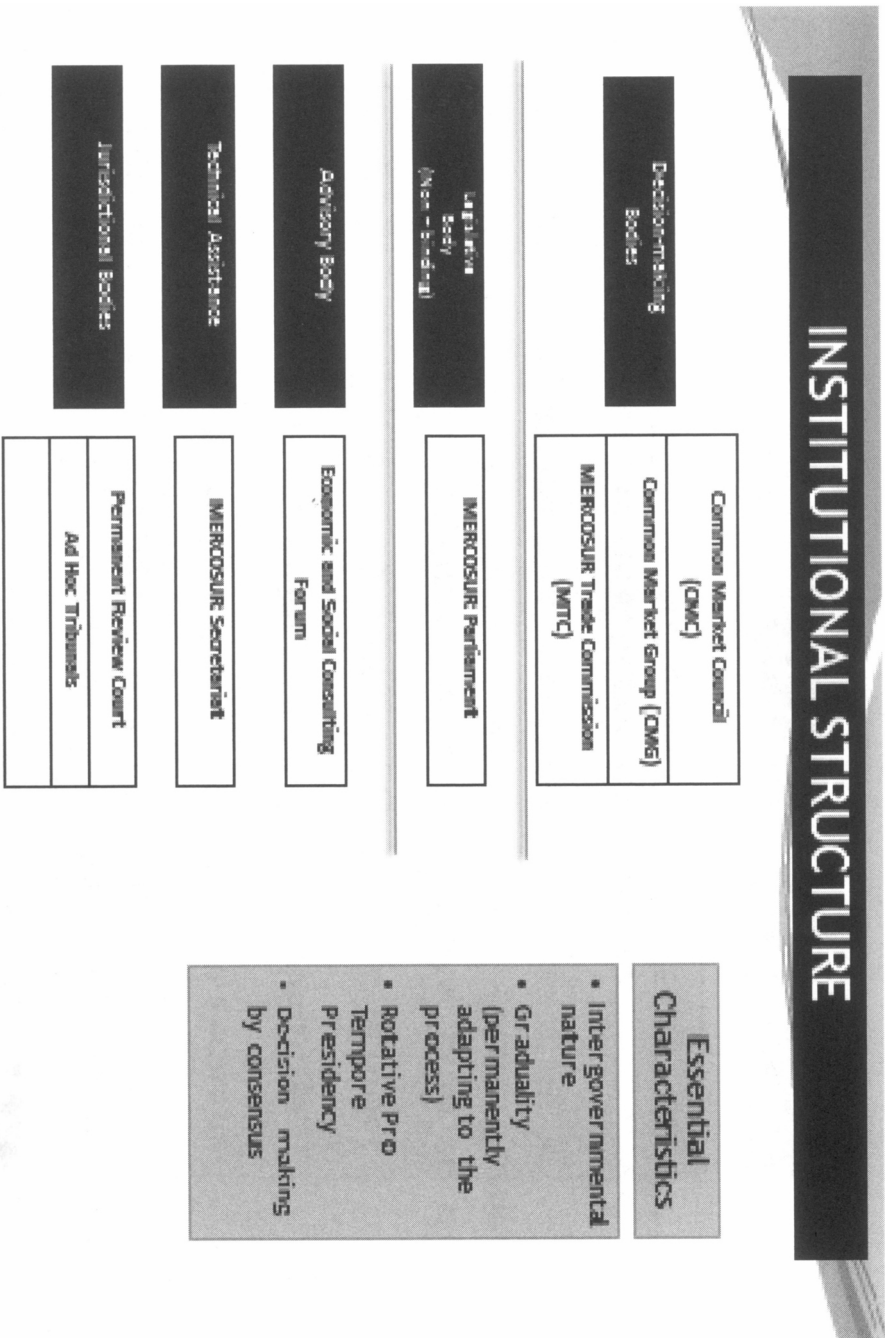 INSTITUTIONAL STRUCTURE
Decision-making
Bodies
Common Market Council
(CMC)
Common Market Group (CMG)
MERCOSUR Trade Commission
(MTC)
Legislative
Body
(Non - binding)
MERCOSUR Parliament
Advisory Body
Economic and Social Consulting
Forum
Technical Assistance
MERCOSUR Secretariat
Jurisdictional Bodies
Permanent Review Court
Ad Hoc Tribunals
Essential
Characteristics
• Intergovernmental
nature
• Graduality
(permanently
adapting to the
process)
• Rotative Pro
Tempore
Presidency
• Decision making
by consensus